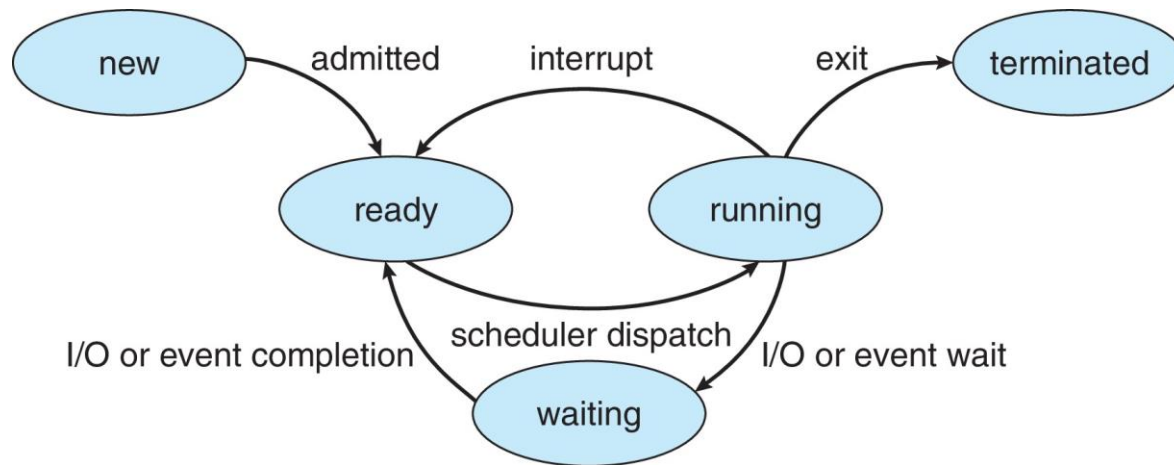 new
admitted
interrupt
exit
terminated
ready
running
I/O or event completion
scheduler dispatch
I/O or event wait
waiting